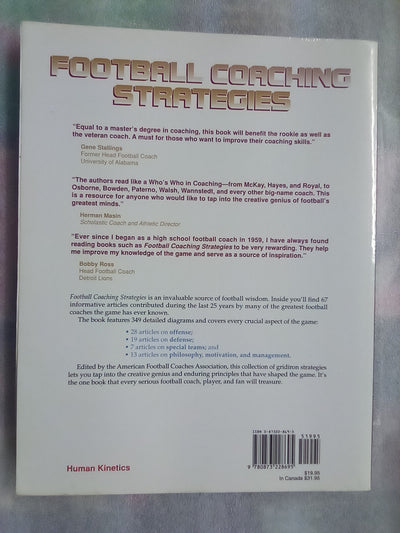 FOOTBALL COACHING
STRATEGIES
"Equal to a master's degree in coaching, this book will benefit the rookie as well as
the veteran coach. A must for those who want to improve their coaching skills."
Gene Stallings
Former Head Football Coach
University of Alabama
"The authors read like a Who's Who in Coaching—from McKay, Hayes, and Royal, to
Osborne, Bowden, Paterno, Walsh, Wannstedt, and every other big-name coach. This
is a resource for anyone who would like to tap into the creative genius of football's
greatest minds."
Herman Masin
Scholastic Coach and Athletic Director
"Ever since I began as a high school football coach in 1959, I have always found
reading books such as Football Coaching Strategies to be very rewarding. They help
me improve my knowledge of the game and serve as a source of inspiration."
Bobby Ross
Head Football Coach
Detroit Lions
Football Coaching Strategies is an invaluable source of football wisdom. Inside you'll find 67
informative articles contributed during the last 25 years by many of the greatest football
coaches the game has ever known.
The book features 349 detailed diagrams and covers every crucial aspect of the game:
• 28 articles on offense;
• 19 articles on defense;
• 7 articles on special teams; and
• 13 articles on philosophy, motivation, and management.
Edited by the American Football Coaches Association, this collection of gridiron strategies
lets you tap into the creative genius and enduring principles that have shaped the game. It's
the one book that every serious football coach, player, and fan will treasure.
ISBN 0-87322-869-5
51995
9 780873 228695
Human Kinetics
$19.95
In Canada $31.95